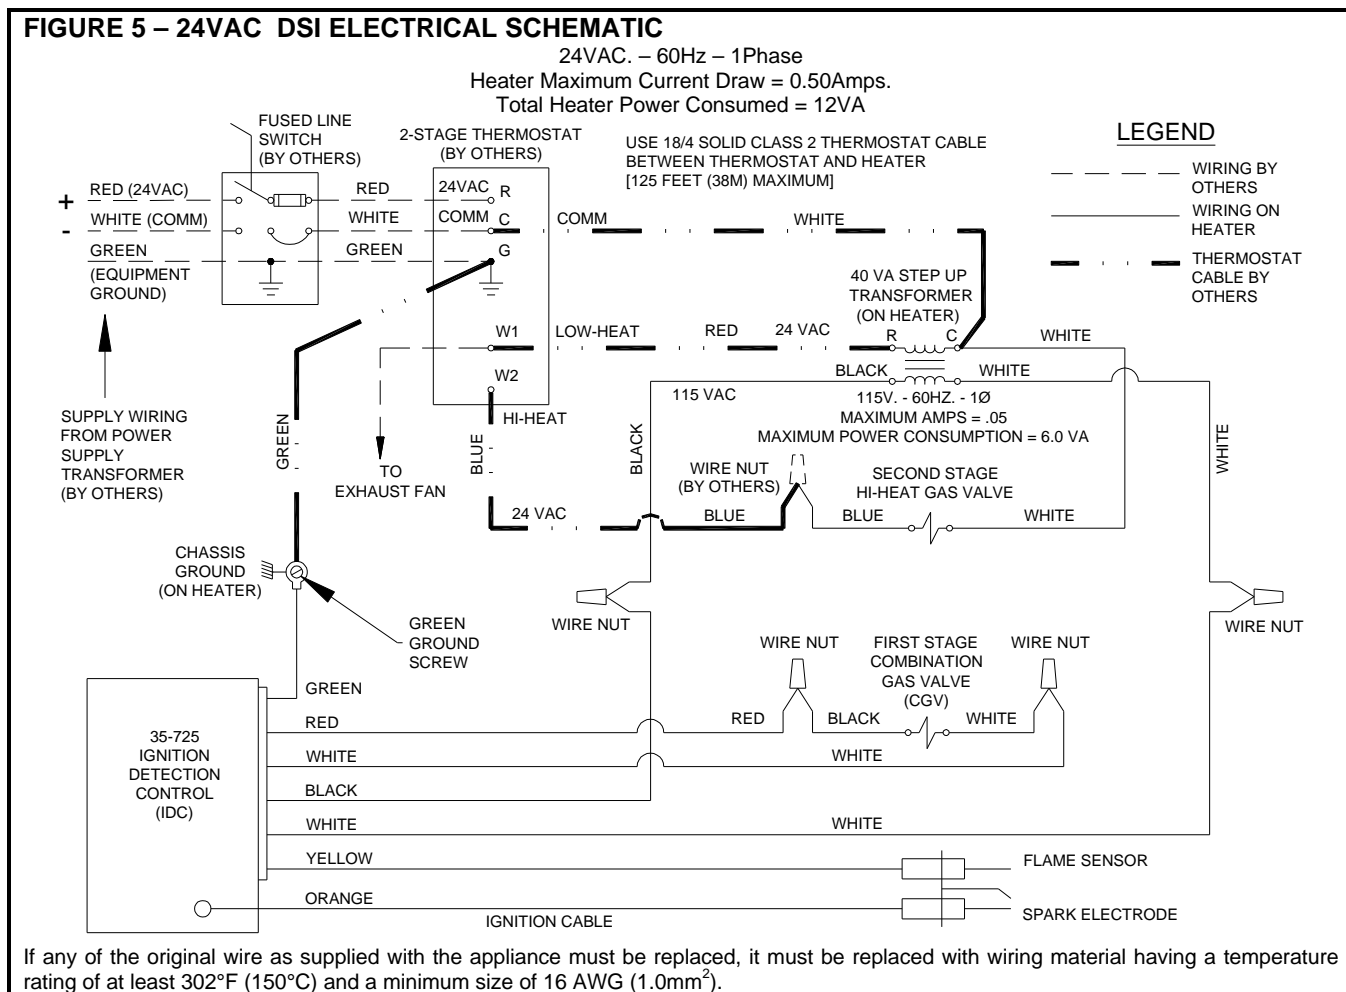 FIGURE 5 – 24VAC  DSI ELECTRICAL SCHEMATIC
24VAC. – 60Hz – 1Phase
Heater Maximum Current Draw = 0.50Amps.
Total Heater Power Consumed = 12VA
FUSED LINE
SWITCH
(BY OTHERS)
2-STAGE THERMOSTAT
(BY OTHERS)
USE 18/4 SOLID CLASS 2 THERMOSTAT CABLE
BETWEEN THERMOSTAT AND HEATER
[125 FEET (38M) MAXIMUM]
LEGEND
WIRING BY
OTHERS
WIRING ON
HEATER
THERMOSTAT
CABLE BY
OTHERS
+
RED (24VAC)
RED
24VAC
R
-
WHITE (COMM)
WHITE
COMM
C
COMM
WHITE
GREEN
GREEN
G
(EQUIPMENT
GROUND)
40 VA STEP UP
TRANSFORMER
(ON HEATER)
W1
LOW-HEAT
RED
24 VAC
R
C
WHITE
W2
BLACK
WHITE
115 VAC
115V. - 60HZ. - 1Ø
MAXIMUM AMPS = .05
MAXIMUM POWER CONSUMPTION = 6.0 VA
HI-HEAT
SUPPLY WIRING
FROM POWER
SUPPLY
TRANSFORMER
(BY OTHERS)
GREEN
BLUE
BLACK
WHITE
TO
EXHAUST FAN
WIRE NUT
(BY OTHERS)
SECOND STAGE
HI-HEAT GAS VALVE
24 VAC
BLUE
BLUE
WHITE
CHASSIS
GROUND
(ON HEATER)
GREEN
GROUND
SCREW
WIRE NUT
WIRE NUT
WIRE NUT
FIRST STAGE
COMBINATION
GAS VALVE
(CGV)
WIRE NUT
35-725
IGNITION
DETECTION
CONTROL
(IDC)
GREEN
RED
RED
BLACK
WHITE
WHITE
WHITE
BLACK
WHITE
WHITE
YELLOW
FLAME SENSOR
ORANGE
IGNITION CABLE
SPARK ELECTRODE
If any of the original wire as supplied with the appliance must be replaced, it must be replaced with wiring material having a temperature
rating of at least 302°F (150°C) and a minimum size of 16 AWG (1.0mm²).